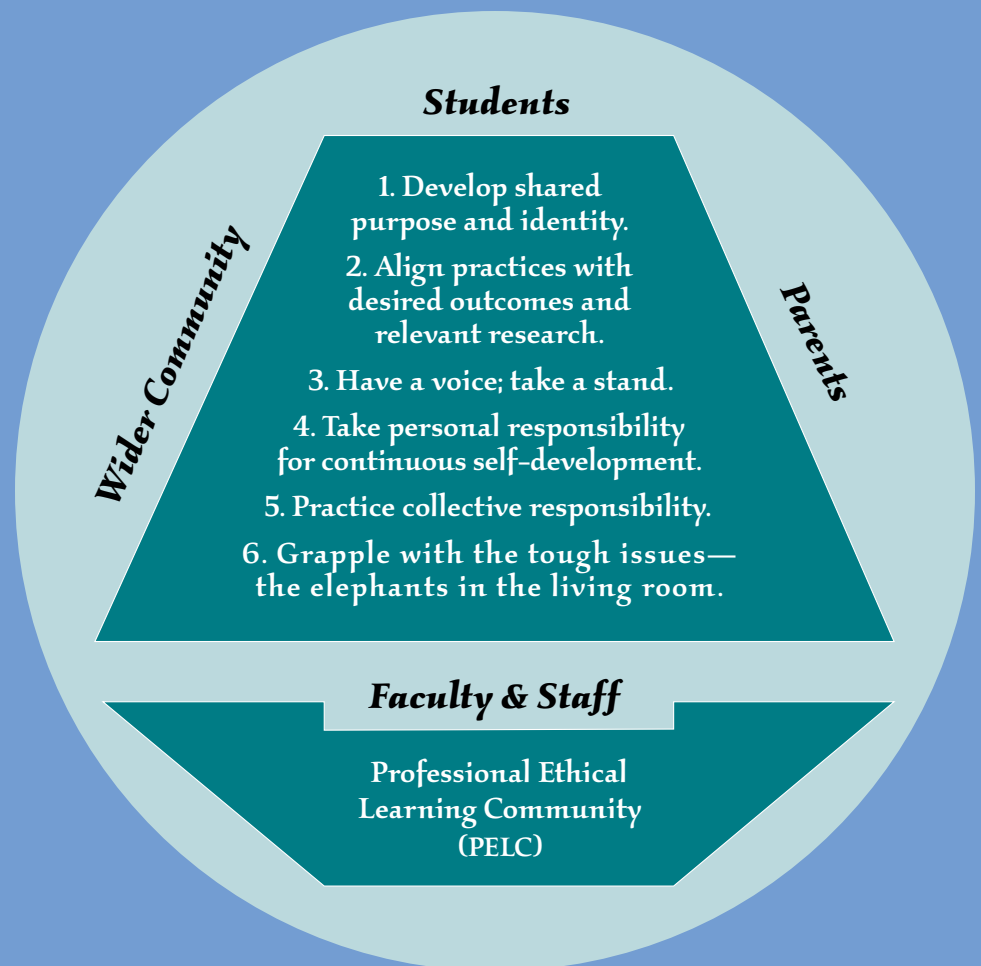 Students
1. Develop shared
purpose and identity.
2. Align practices with
desired outcomes and
relevant research.
3. Have a voice; take a stand.
4. Take personal responsibility
for continuous self-development.
5. Practice collective responsibility.
6. Grapple with the tough issues—
the elephants in the living room.
Wider Community
Parents
Faculty & Staff
Professional Ethical
Learning Community
(PELC)